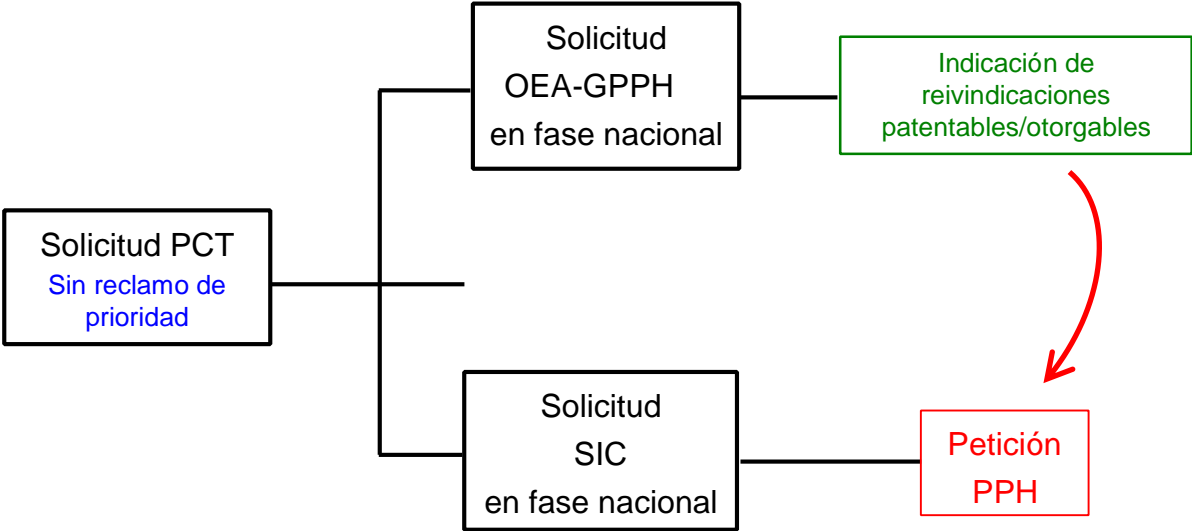 Solicitud
OEA-GPPH
en fase nacional
Indicación de
reivindicaciones
patentables/otorgables
Solicitud PCT
Sin reclamo de
prioridad
Solicitud
SIC
en fase nacional
Petición
PPH